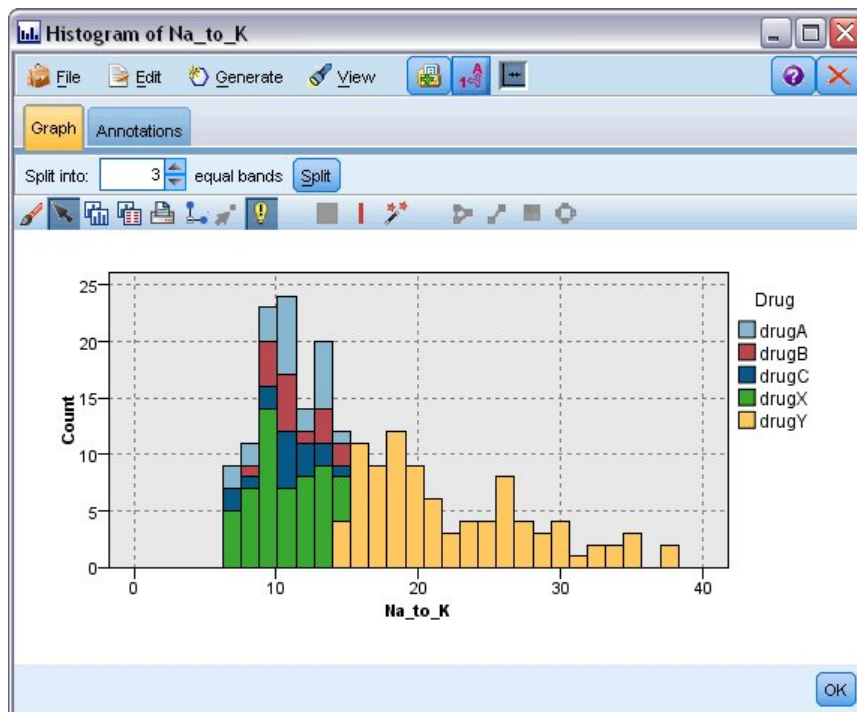 Histogram of Na_to_K
File Edit Generate View
Graph Annotations
Split into: 3 equal bands Split
25
20
15
10
5
0
Count
0 10 20 30 40
Na_to_K
Drug
drugA
drugB
drugC
drugX
drugY
OK